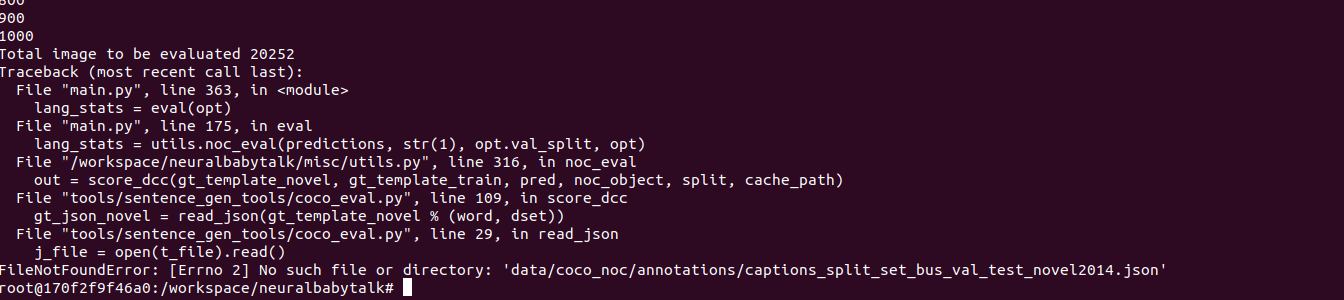 800
900
1000
Total image to be evaluated 20252
Traceback (most recent call last):
  File "main.py", line 363, in <module>
    lang_stats = eval(opt)
  File "main.py", line 175, in eval
    lang_stats = utils.noc_eval(predictions, str(1), opt.val_split, opt)
  File "/workspace/neuralbabytalk/misc/utils.py", line 316, in noc_eval
    out = score_dcc(gt_template_novel, gt_template_train, pred, noc_object, split, cache_path)
  File "tools/sentence_gen_tools/coco_eval.py", line 109, in score_dcc
    gt_json_novel = read_json(gt_template_novel % (word, dset))
  File "tools/sentence_gen_tools/coco_eval.py", line 29, in read_json
    j_file = open(t_file).read()
FileNotFoundError: [Errno 2] No such file or directory: 'data/coco_noc/annotations/captions_split_set_bus_val_test_novel2014.json'
root@170f2f9f46a0:/workspace/neuralbabytalk#